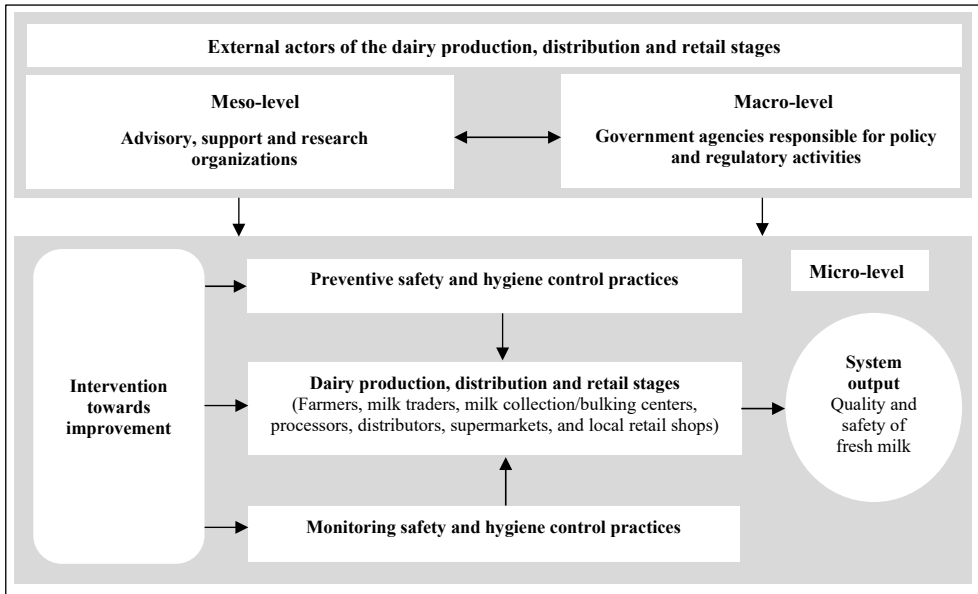 External actors of the dairy production, distribution and retail stages
Meso-level
Advisory, support and research
organizations
Macro-level
Government agencies responsible for policy
and regulatory activities
Micro-level
Intervention
towards
improvement
Preventive safety and hygiene control practices
Dairy production, distribution and retail stages
(Farmers, milk traders, milk collection/bulking centers,
processors, distributors, supermarkets, and local retail shops)
Monitoring safety and hygiene control practices
System
output
Quality and
safety of
fresh milk